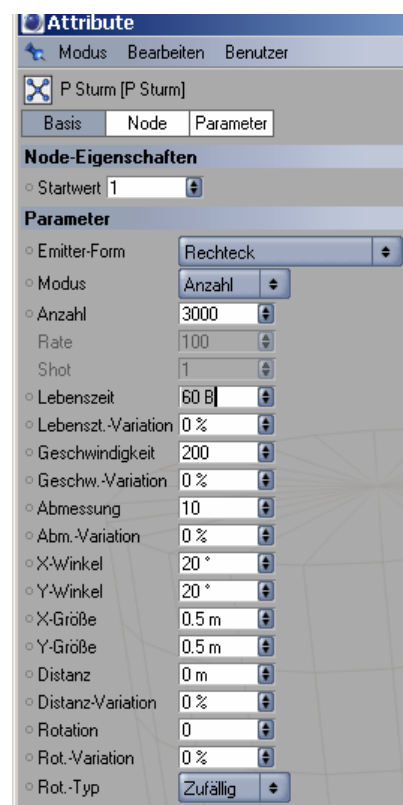 Attribute
Modus Bearbeiten Benutzer
P Sturm [P Sturm]
Basis Node Parameter
Node-Eigenschaften
Startwert 1
Parameter
Emitter-Form Rechteck
Modus Anzahl
Anzahl 3000
Rate 100
Shot 1
Lebenszeit 60 B
Lebenszt.-Variation 0 %
Geschwindigkeit 200
Geschw.-Variation 0 %
Abmessung 10
Abm.-Variation 0 %
X-Winkel 20 °
Y-Winkel 20 °
X-Größe 0.5 m
Y-Größe 0.5 m
Distanz 0 m
Distanz-Variation 0 %
Rotation 0
Rot.-Variation 0 %
Rot.-Typ Zufällig